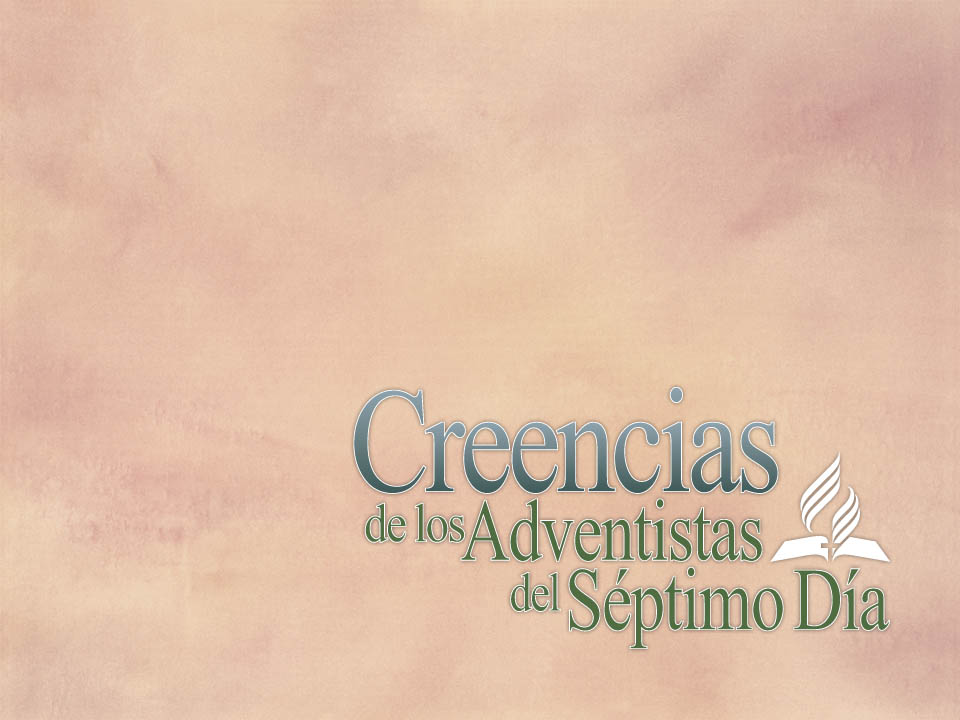 Creencias
de los Adventistas
del Séptimo Día